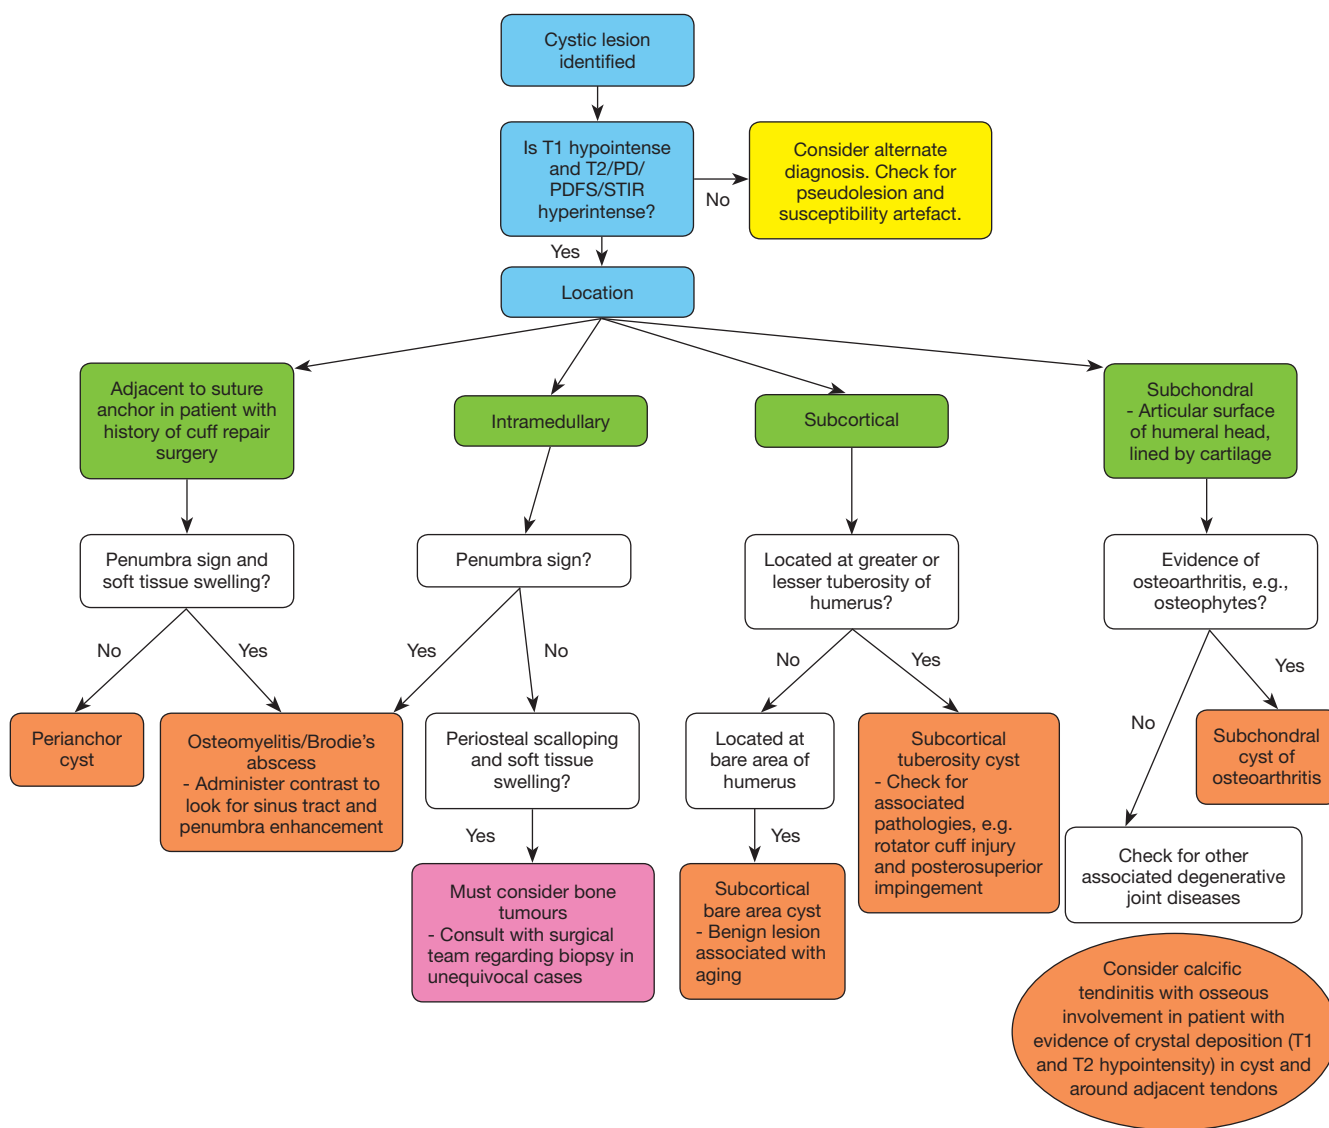 Cystic lesion
identified
Is T1 hypointense
and T2/PD/
PDFS/STIR
hyperintense?
No
Consider alternate
diagnosis. Check for
pseudolesion and
susceptibility artefact.
Yes
Location
Adjacent to suture
anchor in patient with
history of cuff repair
surgery
Intramedullary
Subcortical
Subchondral
- Articular surface
of humeral head,
lined by cartilage
Penumbra sign and
soft tissue swelling?
Penumbra sign?
Located at greater or
lesser tuberosity of
humerus?
Evidence of
osteoarthritis, e.g.,
osteophytes?
No
Yes
Yes
No
No
Yes
No
Yes
Perianchor
cyst
Osteomyelitis/Brodie's
abscess
- Administer contrast to
look for sinus tract and
penumbra enhancement
Periosteal scalloping
and soft tissue
swelling?
Located at
bare area of
humerus
Subcortical
tuberosity cyst
- Check for
associated
pathologies, e.g.
rotator cuff injury
and posterosuperior
impingement
Subchondral
cyst of
osteoarthritis
Yes
Yes
Must consider bone
tumours
- Consult with surgical
team regarding biopsy in
unequivocal cases
Subcortical
bare area cyst
- Benign lesion
associated with
aging
Check for other
associated degenerative
joint diseases
Consider calcific
tendinitis with osseous
involvement in patient with
evidence of crystal deposition (T1
and T2 hypointensity) in cyst and
around adjacent tendons